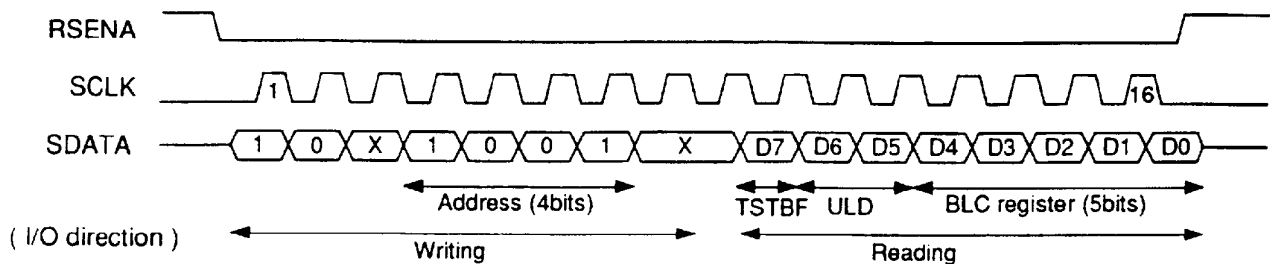 RSENA
SCLK 1 16
SDATA 1 0 X 1 0 0 1 X D7 D6 D5 D4 D3 D2 D1 D0
Address (4bits) TSTBF ULD BLC register (5bits)
( I/O direction ) Writing Reading